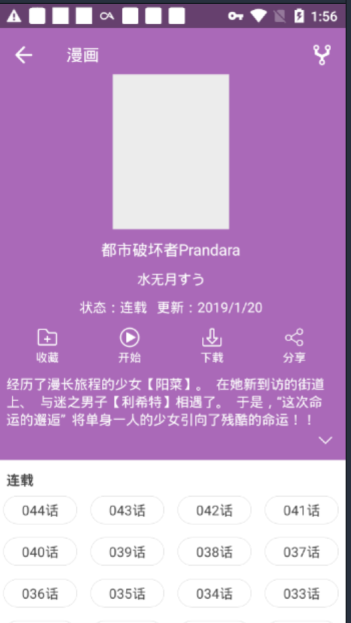 1:56
漫画
都市破坏者Prandara
水无月すう
状态：连载 更新：2019/1/20
收藏 开始 下载 分享
经历了漫长旅程的少女【阳菜】。 在她新到访的街道
上、 与迷之男子【利希特】相遇了。 于是，“这次命
运的邂逅” 将单身一人的少女引向了残酷的命运！！
连载
044话 043话 042话 041话
040话 039话 038话 037话
036话 035话 034话 033话